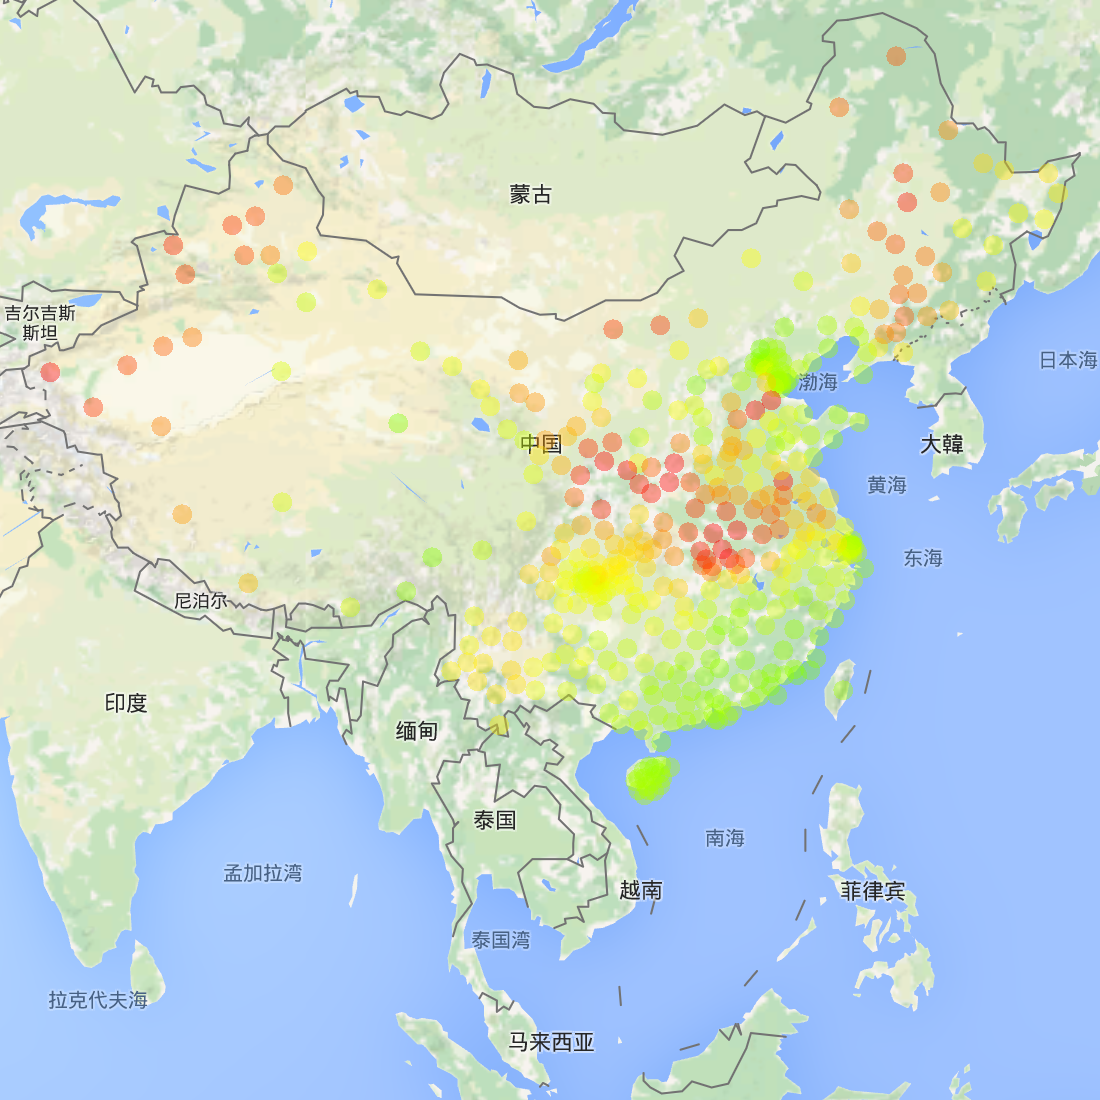 蒙古
吉尔吉斯
斯坦
日本海
渤海
中国
大韓
黄海
东海
尼泊尔
印度
缅甸
泰国
南海
孟加拉湾
越南
菲律宾
泰国湾
拉克代夫海
马来西亚